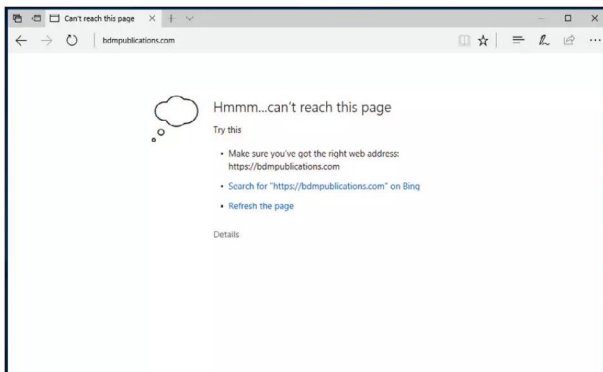 Can't reach this page
bdmpublications.com
Hmmm...can't reach this page
Try this
• Make sure you've got the right web address:
https://bdmpublications.com
• Search for "https://bdmpublications.com" on Bing
• Refresh the page
Details